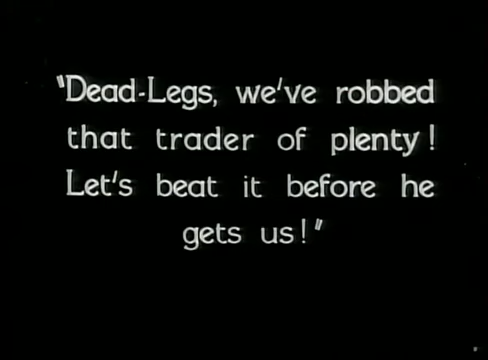 "Dead-Legs, we've robbed
that trader of plenty!
Let's beat it before he
gets us!"